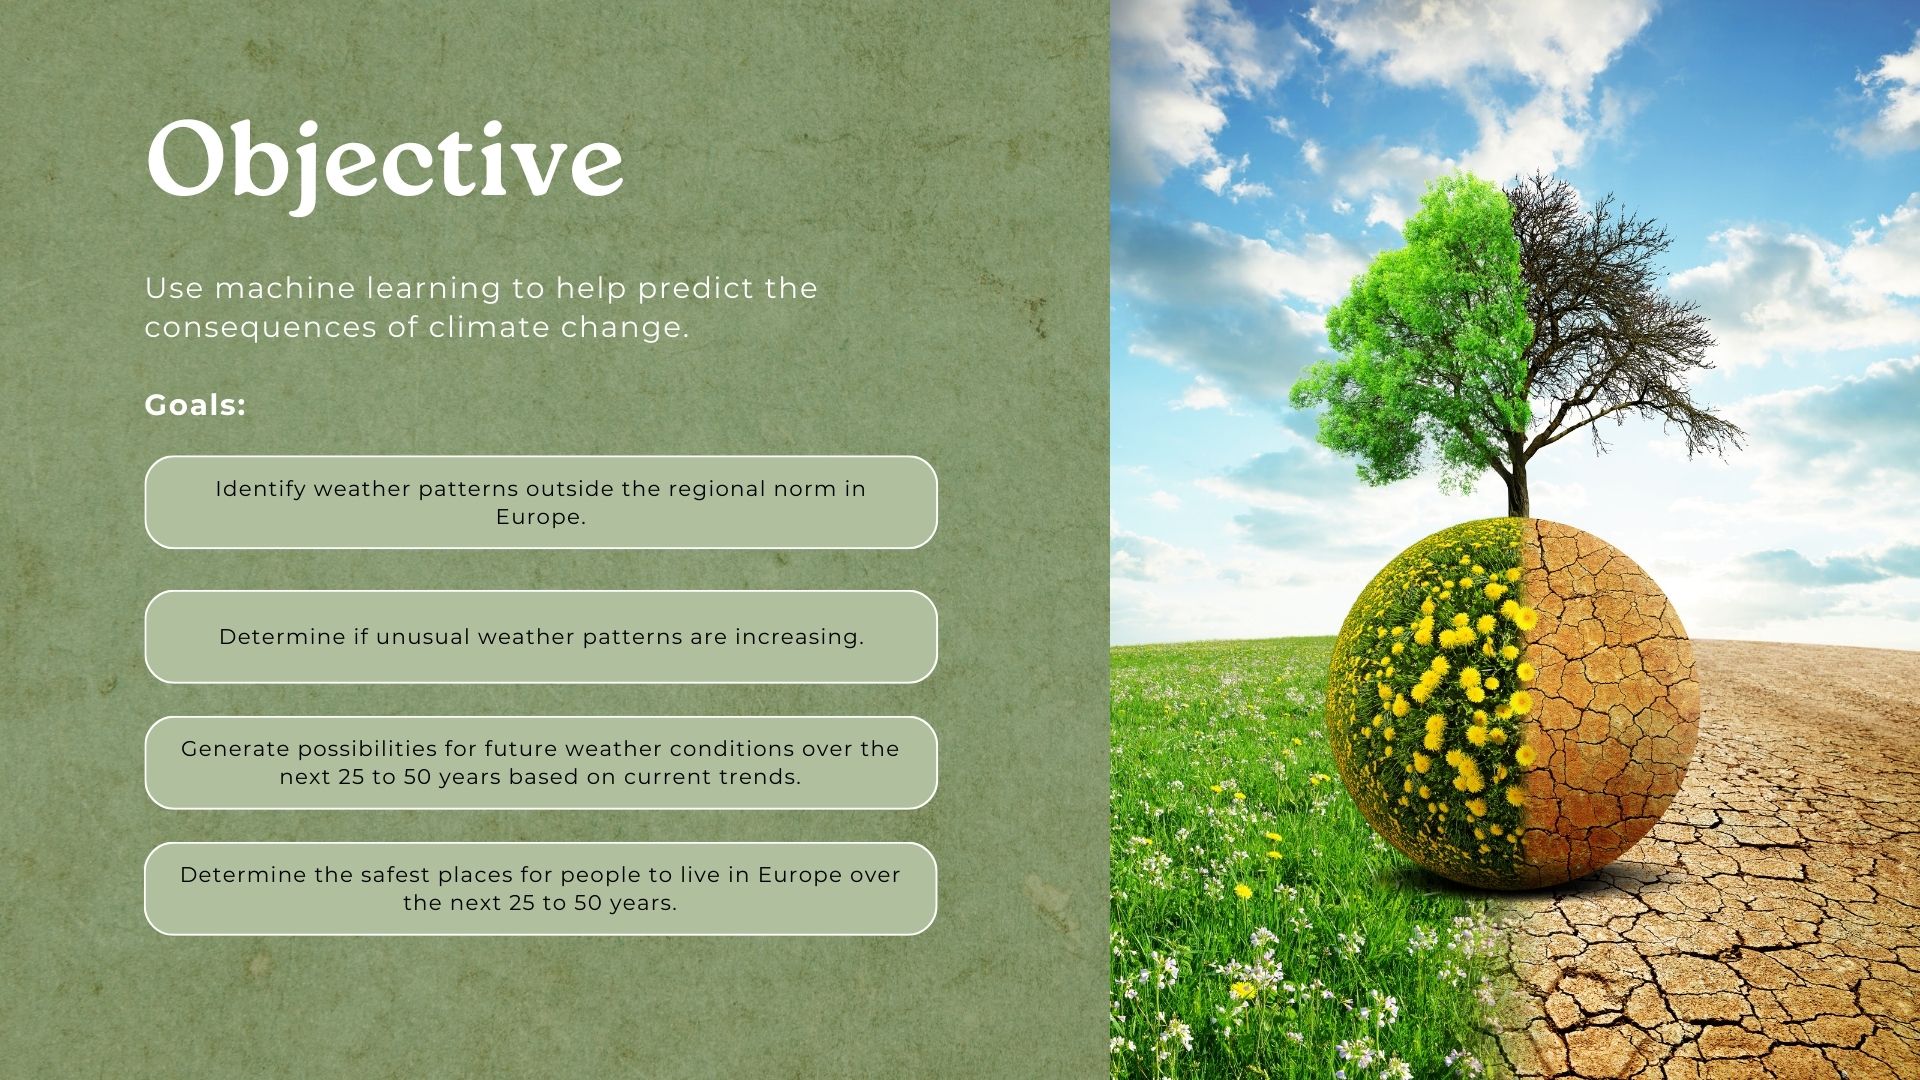 Objective
Use machine learning to help predict the
consequences of climate change.
Goals:
Identify weather patterns outside the regional norm in
Europe.
Determine if unusual weather patterns are increasing.
Generate possibilities for future weather conditions over the
next 25 to 50 years based on current trends.
Determine the safest places for people to live in Europe over
the next 25 to 50 years.